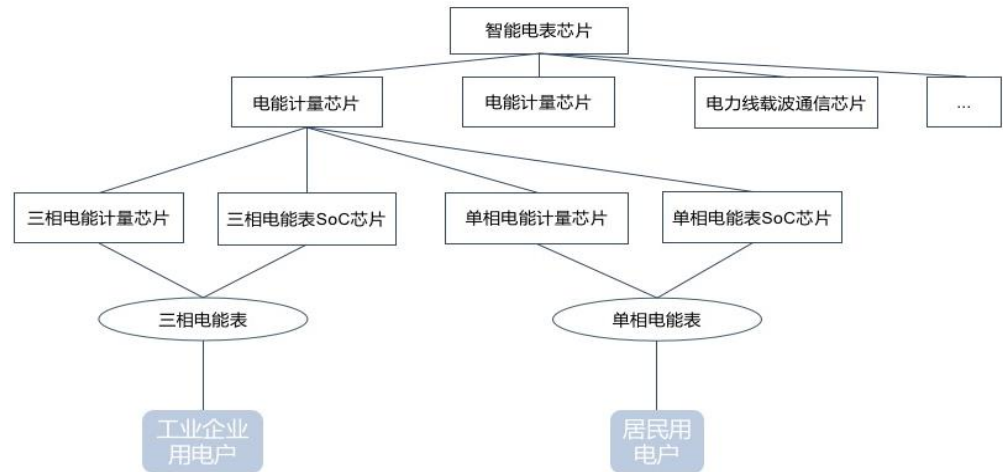 智能电表芯片
电能计量芯片
电能计量芯片
电力线载波通信芯片
...
三相电能计量芯片
三相电能表SoC芯片
单相电能计量芯片
单相电能表SoC芯片
三相电能表
单相电能表
工业企业
用电户
居民用
电户